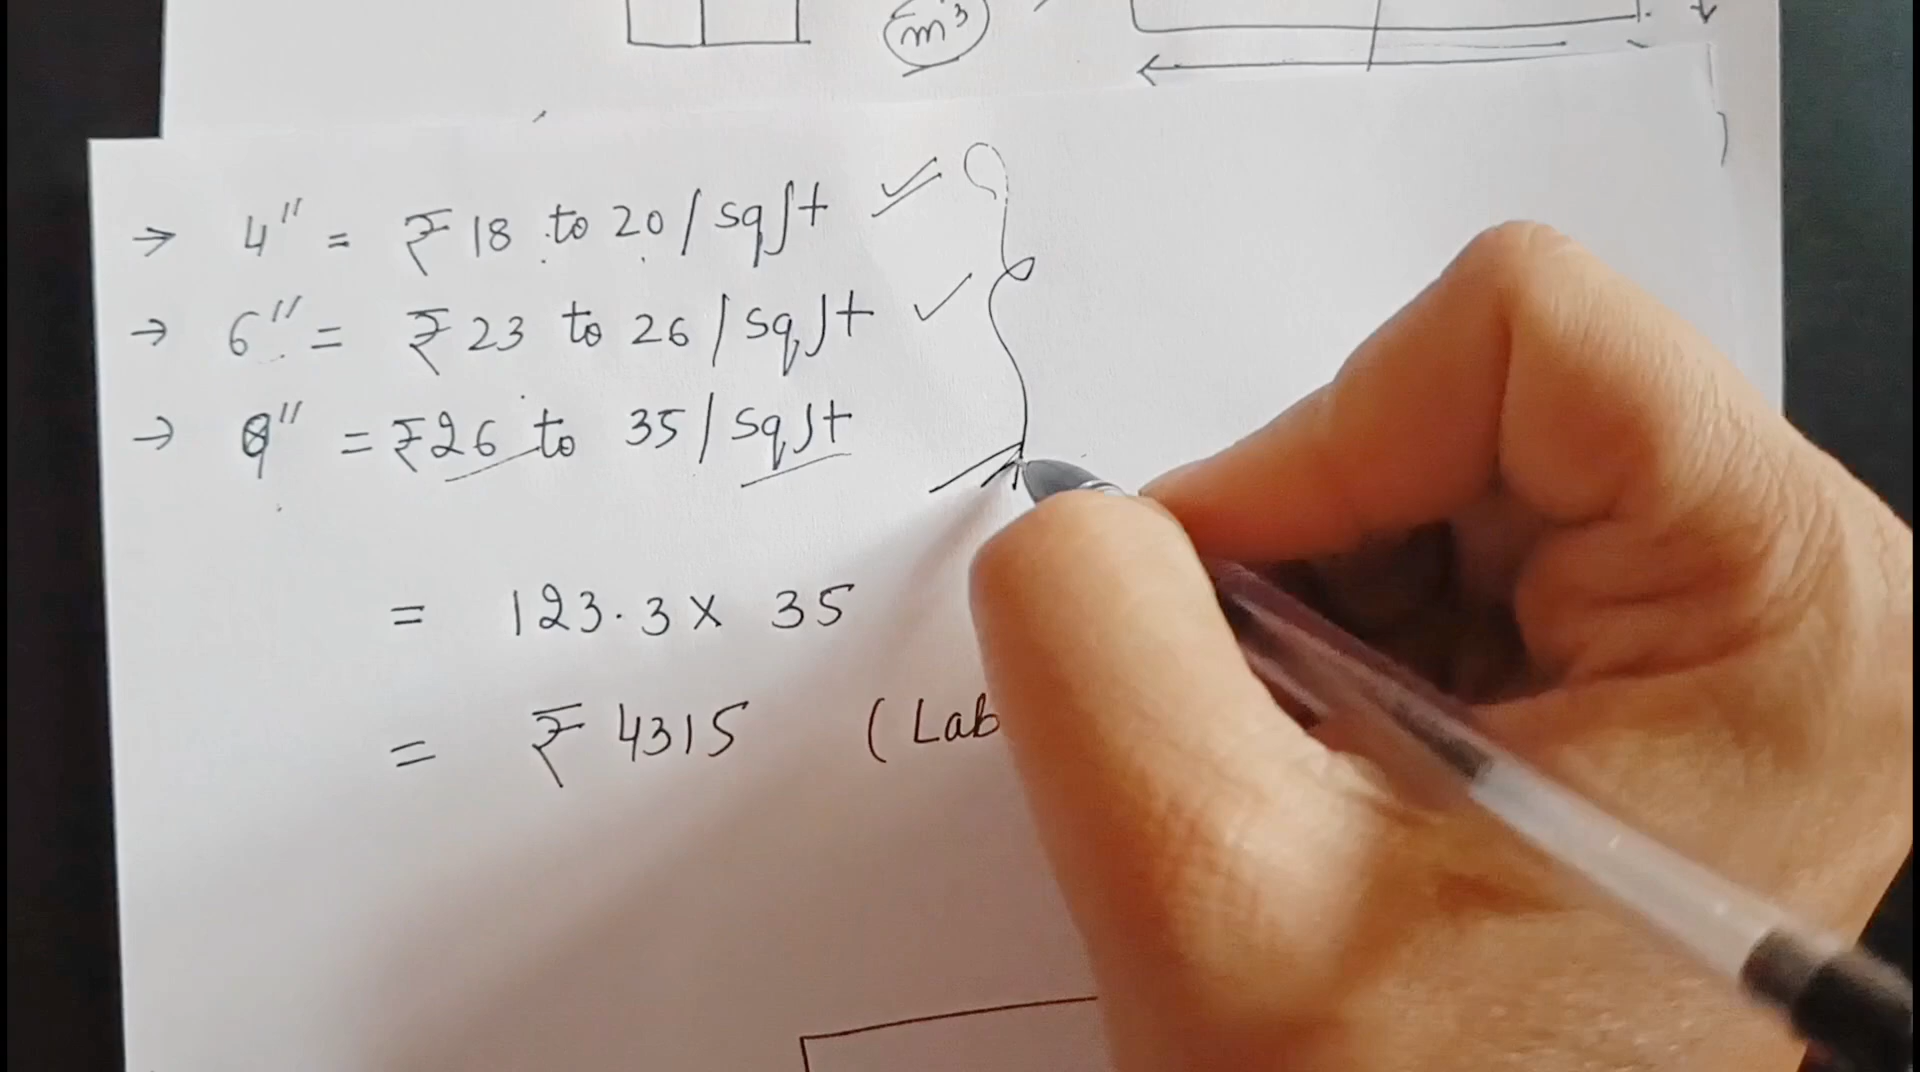 m³
→ 4" = ₹ 18 to 20 / sqft
→ 6" = ₹ 23 to 26 / sqft
→ 9" = ₹ 26 to 35 / sqft
= 123.3 x 35
= ₹ 4315 (Lab